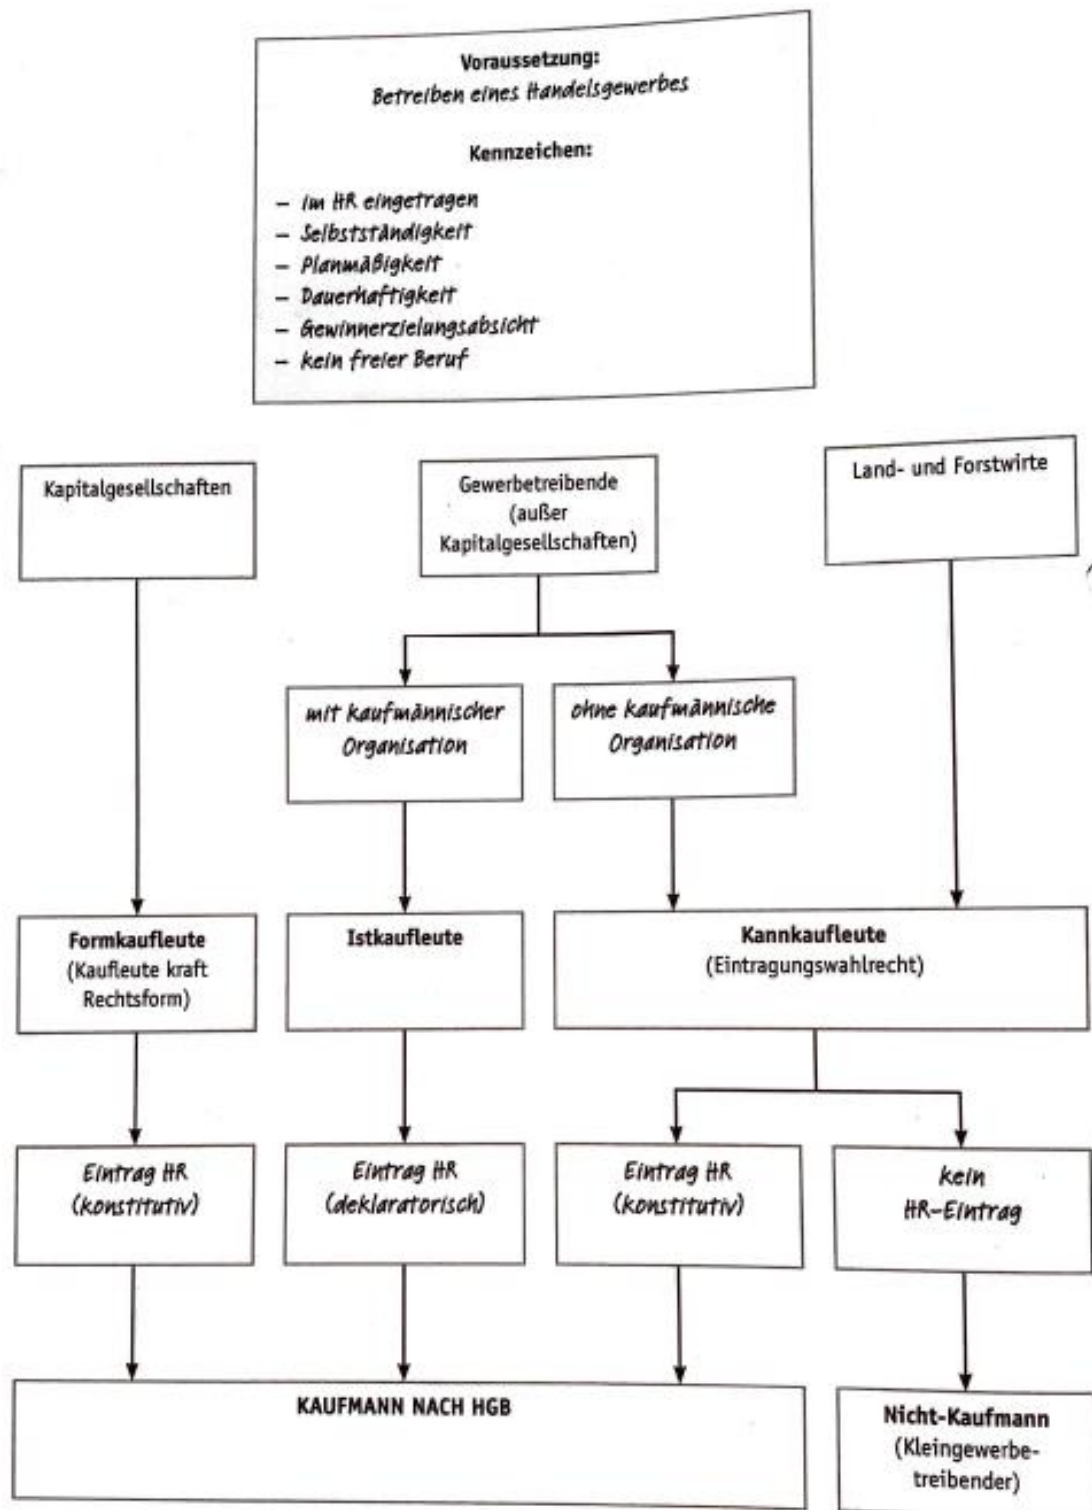 Voraussetzung:
Betreiben eines Handelsgewerbes
Kennzeichen:
– im HR eingetragen
– Selbstständigkeit
– Planmäßigkeit
– Dauerhaftigkeit
– Gewinnerzielungsabsicht
– kein freier Beruf
Kapitalgesellschaften
Gewerbetreibende
(außer
Kapitalgesellschaften)
Land- und Forstwirte
mit kaufmännischer
Organisation
ohne kaufmännische
Organisation
Formkaufleute
(Kaufleute kraft
Rechtsform)
Istkaufleute
Kannkaufleute
(Eintragungswahlrecht)
Eintrag HR
(konstitutiv)
Eintrag HR
(deklaratorisch)
Eintrag HR
(konstitutiv)
kein
HR-Eintrag
KAUFMANN NACH HGB
Nicht-Kaufmann
(Kleingewerbe-
treibender)